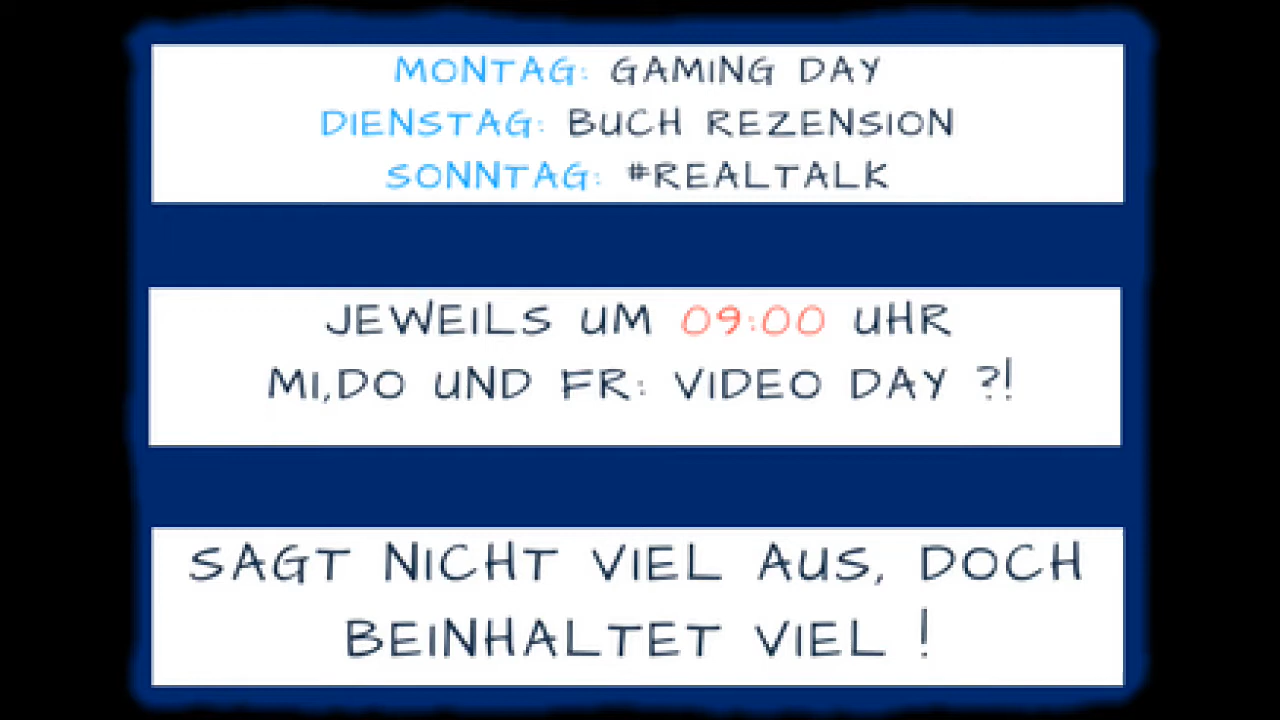 MONTAG: GAMING DAY
DIENSTAG: BUCH REZENSION
SONNTAG: #REALTALK
JEWEILS UM 09:00 UHR
MI,DO UND FR: VIDEO DAY ?!
SAGT NICHT VIEL AUS, DOCH
BEINHALTET VIEL !